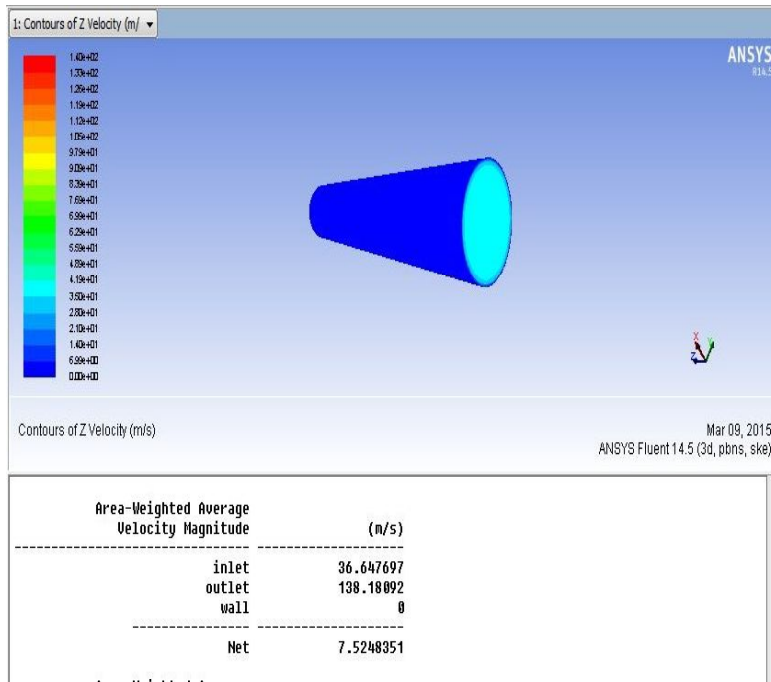 1: Contours of Z Velocity (m/
ANSYS
R14.5
1.40e+02
1.33e+02
1.26e+02
1.19e+02
1.12e+02
1.05e+02
9.79e+01
9.09e+01
8.39e+01
7.69e+01
6.99e+01
6.29e+01
5.59e+01
4.89e+01
4.19e+01
3.50e+01
2.80e+01
2.10e+01
1.40e+01
6.99e+00
0.00e+00
X
Y
Z
Contours of Z Velocity (m/s)
Mar 09, 2015
ANSYS Fluent 14.5 (3d, pbns, ske)
Area-Weighted Average
Velocity Magnitude (m/s)
-------------------------------- --------------------
inlet 36.647697
outlet 138.18092
wall 0
---------------- --------------------
Net 7.5248351